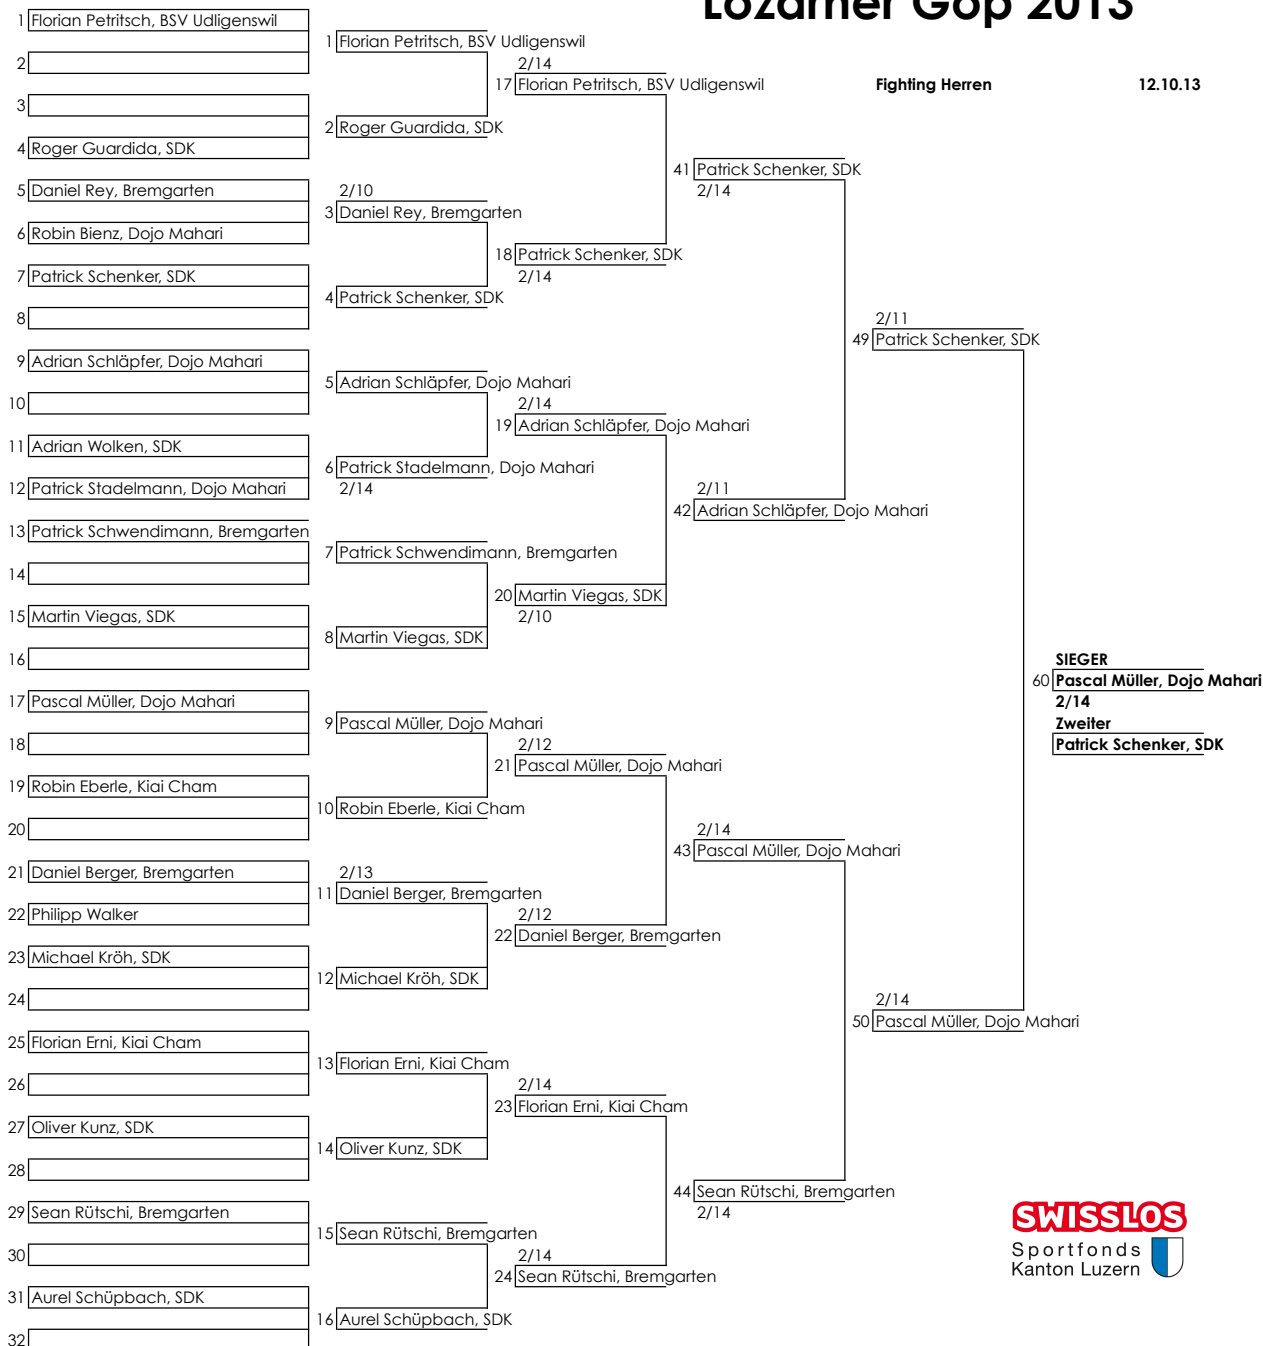 Lozärner Göp 2013
Fighting Herren 12.10.13
1 Florian Petritsch, BSV Udligenswil
2
3
4 Roger Guardida, SDK
5 Daniel Rey, Bremgarten
6 Robin Bienz, Dojo Mahari
7 Patrick Schenker, SDK
8
9 Adrian Schläpfer, Dojo Mahari
10
11 Adrian Wolken, SDK
12 Patrick Stadelmann, Dojo Mahari
13 Patrick Schwendimann, Bremgarten
14
15 Martin Viegas, SDK
16
17 Pascal Müller, Dojo Mahari
18
19 Robin Eberle, Kiai Cham
20
21 Daniel Berger, Bremgarten
22 Philipp Walker
23 Michael Kröh, SDK
24
25 Florian Erni, Kiai Cham
26
27 Oliver Kunz, SDK
28
29 Sean Rütschi, Bremgarten
30
31 Aurel Schüpbach, SDK
32
1 Florian Petritsch, BSV Udligenswil
2 Roger Guardida, SDK
2/10
3 Daniel Rey, Bremgarten
4 Patrick Schenker, SDK
5 Adrian Schläpfer, Dojo Mahari
6 Patrick Stadelmann, Dojo Mahari
2/14
7 Patrick Schwendimann, Bremgarten
8 Martin Viegas, SDK
9 Pascal Müller, Dojo Mahari
10 Robin Eberle, Kiai Cham
2/13
11 Daniel Berger, Bremgarten
12 Michael Kröh, SDK
13 Florian Erni, Kiai Cham
14 Oliver Kunz, SDK
15 Sean Rütschi, Bremgarten
16 Aurel Schüpbach, SDK
2/14
17 Florian Petritsch, BSV Udligenswil
18 Patrick Schenker, SDK
2/14
2/14
19 Adrian Schläpfer, Dojo Mahari
20 Martin Viegas, SDK
2/10
2/12
21 Pascal Müller, Dojo Mahari
2/12
22 Daniel Berger, Bremgarten
2/14
23 Florian Erni, Kiai Cham
2/14
24 Sean Rütschi, Bremgarten
41 Patrick Schenker, SDK
2/14
2/11
42 Adrian Schläpfer, Dojo Mahari
2/14
43 Pascal Müller, Dojo Mahari
44 Sean Rütschi, Bremgarten
2/14
2/11
49 Patrick Schenker, SDK
2/14
50 Pascal Müller, Dojo Mahari
SIEGER
60 Pascal Müller, Dojo Mahari
2/14
Zweiter
Patrick Schenker, SDK
SWISSLOS
Sportfonds
Kanton Luzern